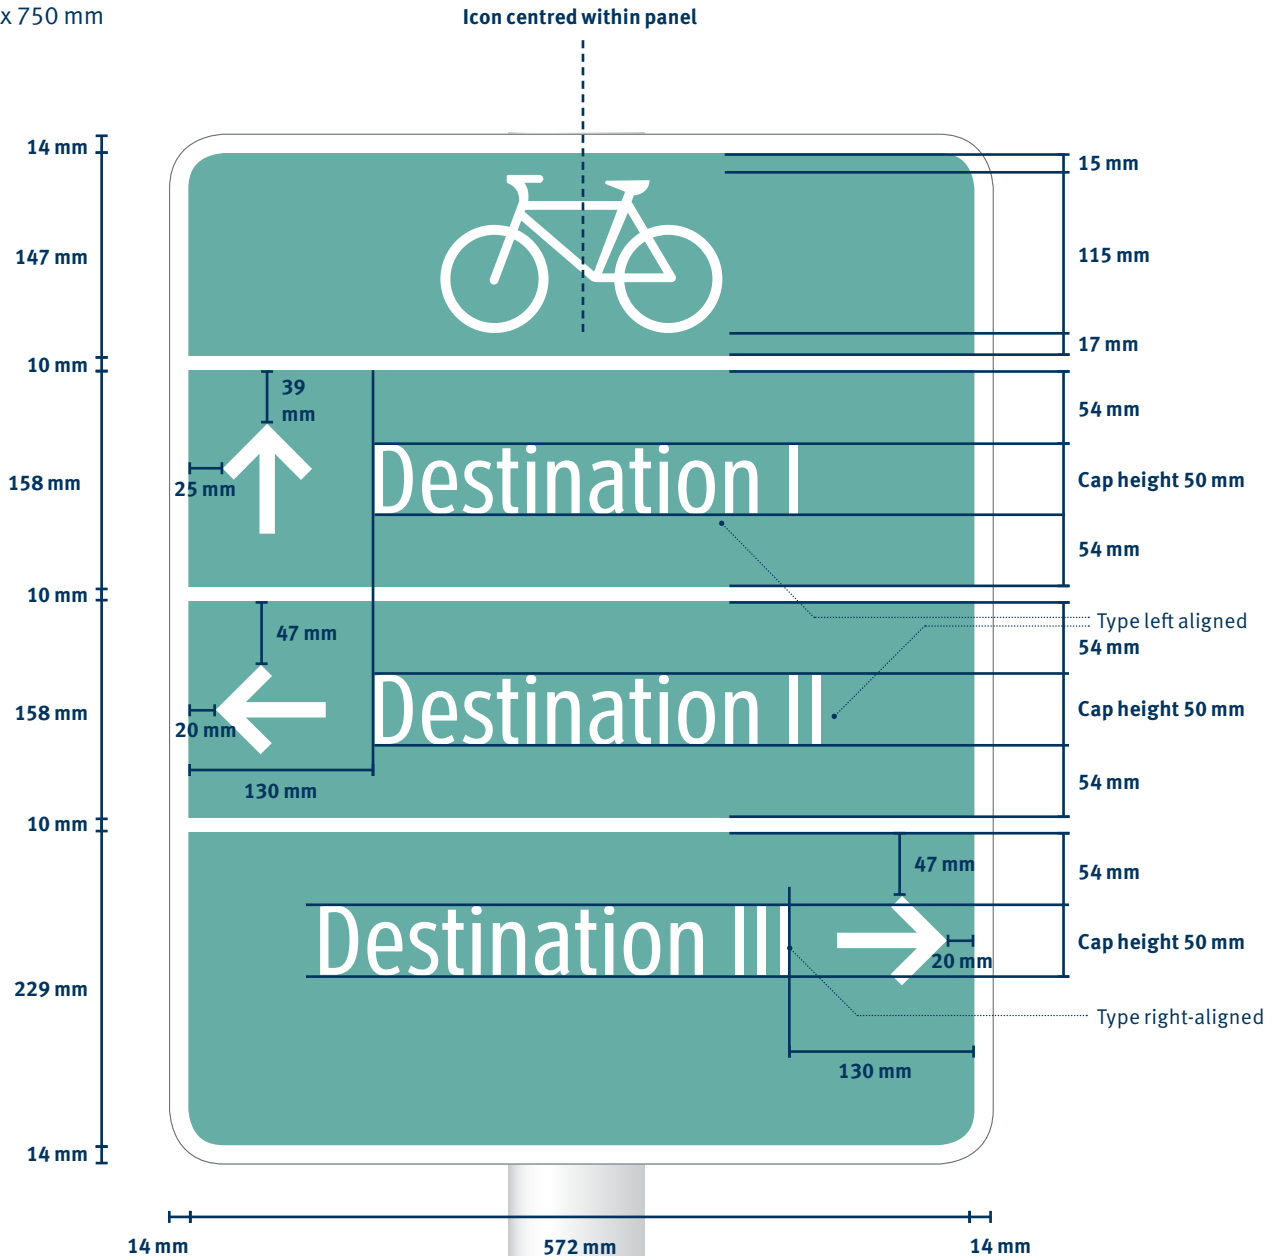 x 750 mm
Icon centred within panel
14 mm
15 mm
147 mm
115 mm
17 mm
10 mm
39
mm
54 mm
Destination I
25 mm
158 mm
Cap height 50 mm
54 mm
10 mm
Type left aligned
47 mm
54 mm
Destination II
20 mm
158 mm
Cap height 50 mm
130 mm
54 mm
10 mm
47 mm
54 mm
Destination III
Cap height 50 mm
20 mm
229 mm
Type right-aligned
130 mm
14 mm
14 mm
572 mm
14 mm